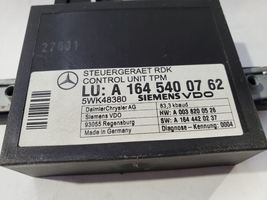 27601
STEUERGERAET RDK
CONTROL UNIT TPM
LU: A 164 540 07 62
5WK48380 SIEMENS VDO
DaimlerChrysler AG 83,3 kbaud
Siemens VDO HW: A 003 820 05 26
93055 Regensburg SW: A 164 442 02 37
Made in Germany Diagnose - Kennung: 0004